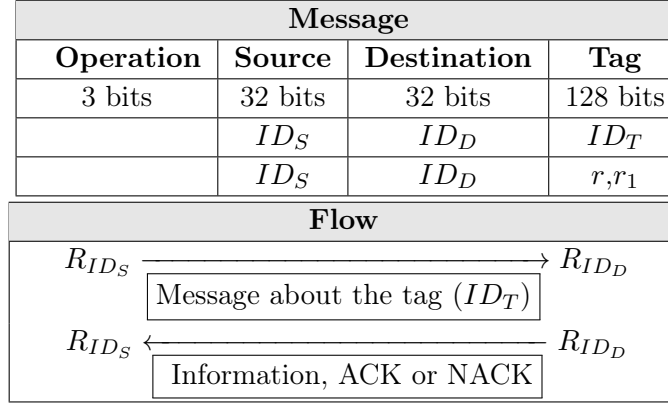 Message
Operation Source Destination Tag
3 bits 32 bits 32 bits 128 bits
ID_S ID_D ID_T
ID_S ID_D r,r_1
Flow
R_{ID_S} → R_{ID_D}
Message about the tag (ID_T)
R_{ID_S} ← R_{ID_D}
Information, ACK or NACK